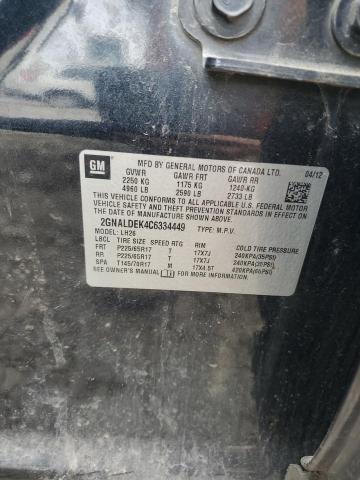 GM
MFD BY GENERAL MOTORS OF CANADA LTD.
04/12
GVWR GAWR FRT GAWR RR
2250 KG 1175 KG 1240 KG
4960 LB 2590 LB 2733 LB
THIS VEHICLE CONFORMS TO ALL APPLICABLE U.S. FEDERAL MOTOR
VEHICLE SAFETY AND THEFT PREVENTION STANDARDS IN EFFECT ON
THE DATE OF MANUFACTURE SHOWN ABOVE.
2GNALDEK4C6334449 TYPE: M.P.V.
MODEL: LH26
LBCL TIRE SIZE SPEED RTG RIM COLD TIRE PRESSURE
FRT P225/65R17 T 17X7J 240KPA(35PSI)
RR P225/65R17 T 17X7J 240KPA(35PSI)
SPA T145/70R17 M 17X4.5T 420KPA(60PSI)
SEE OWNER'S MANUAL FOR ADDITIONAL INFORMATION.